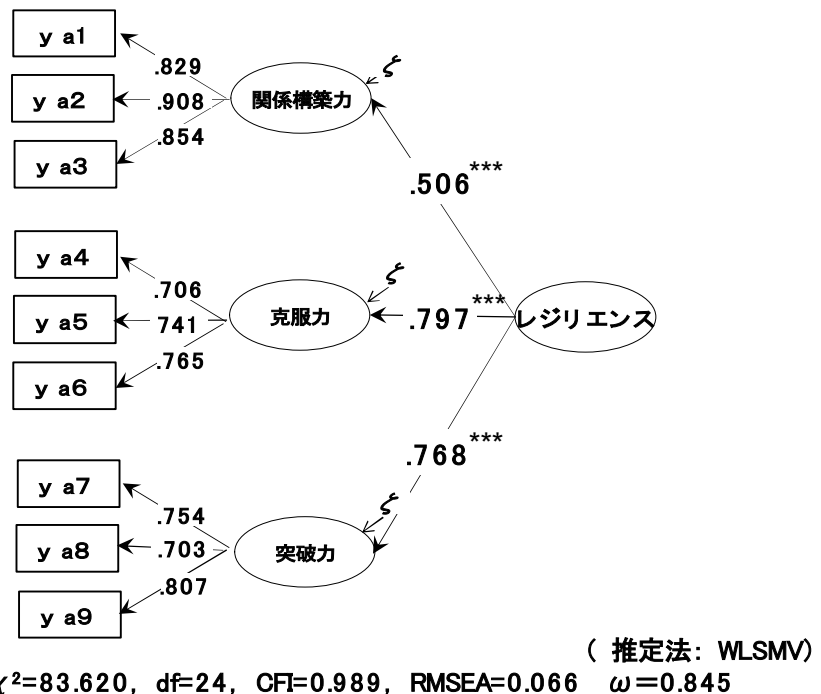 y a1
.829
ζ
y a2
.908
関係構築力
.854
y a3
.506***
y a4
.706
ζ
y a5
741
克服力
.797***
レジリエンス
.765
y a6
.768***
y a7
.754
ζ
y a8
.703
突破力
.807
y a9
( 推定法: WLSMV)
χ²=83.620, df=24, CFI=0.989, RMSEA=0.066 ω=0.845